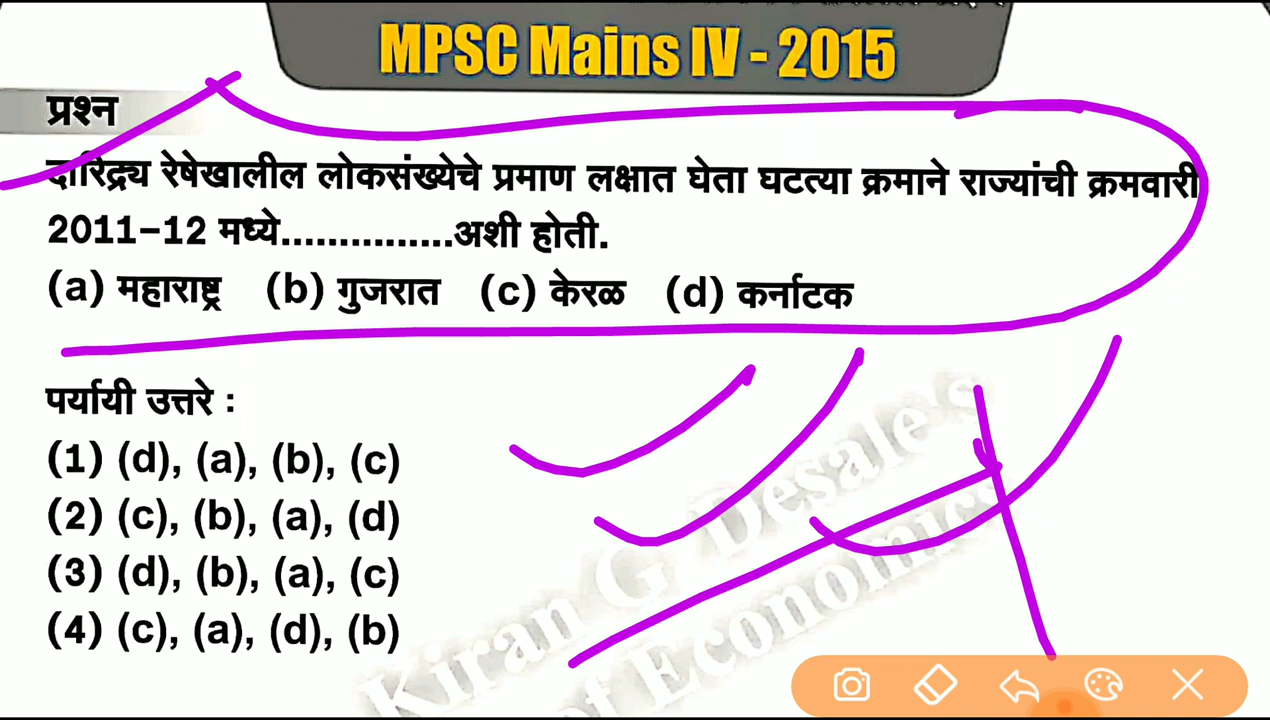 MPSC Mains IV - 2015
प्रश्न
दारिद्र्य रेषेखालील लोकसंख्येचे प्रमाण लक्षात घेता घटत्या क्रमाने राज्यांची क्रमवारी
2011-12 मध्ये...............अशी होती.
(a) महाराष्ट्र (b) गुजरात (c) केरळ (d) कर्नाटक
पर्यायी उत्तरे :
(1) (d), (a), (b), (c)
(2) (c), (b), (a), (d)
(3) (d), (b), (a), (c)
(4) (c), (a), (d), (b)
Kiran G Desale's
of Economics